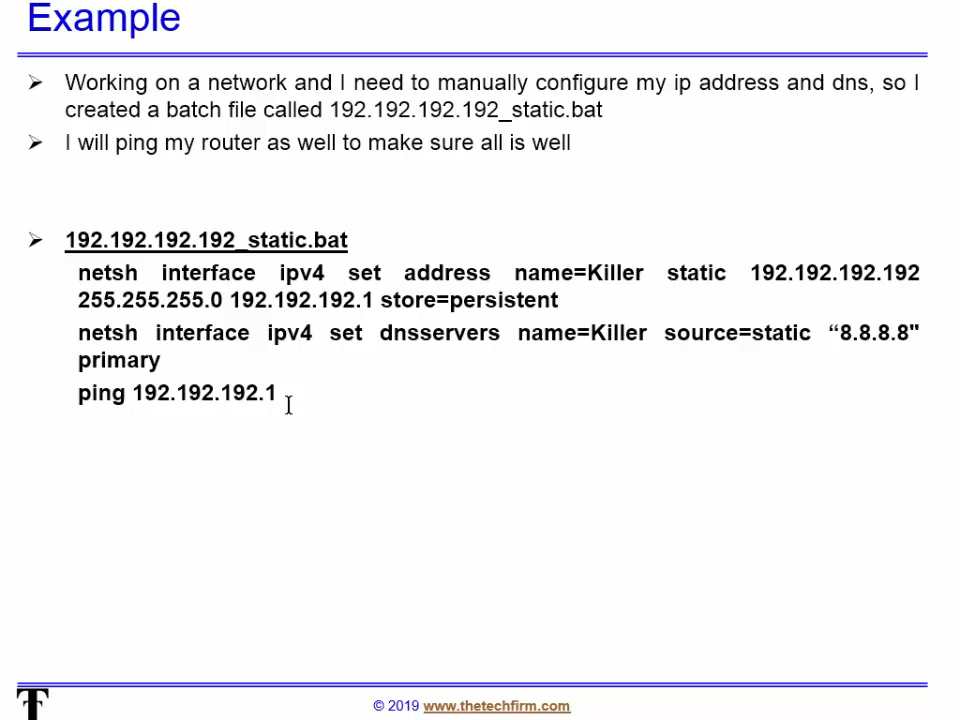 Example
➢ Working on a network and I need to manually configure my ip address and dns, so I
created a batch file called 192.192.192.192_static.bat
➢ I will ping my router as well to make sure all is well
➢ 192.192.192.192_static.bat
netsh interface ipv4 set address name=Killer static 192.192.192.192
255.255.255.0 192.192.192.1 store=persistent
netsh interface ipv4 set dnsservers name=Killer source=static “8.8.8.8"
primary
ping 192.192.192.1
© 2019 www.thetechfirm.com